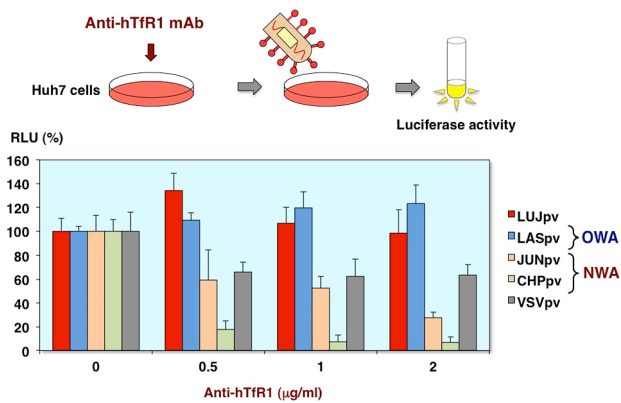 Anti-hTfR1 mAb
Huh7 cells
Luciferase activity
RLU (%)
160
140
120
100
80
60
40
20
0
0 0.5 1 2
Anti-hTfR1 (μg/ml)
LUJpv
LASpv
OWA
JUNpv
CHPpv
NWA
VSVpv